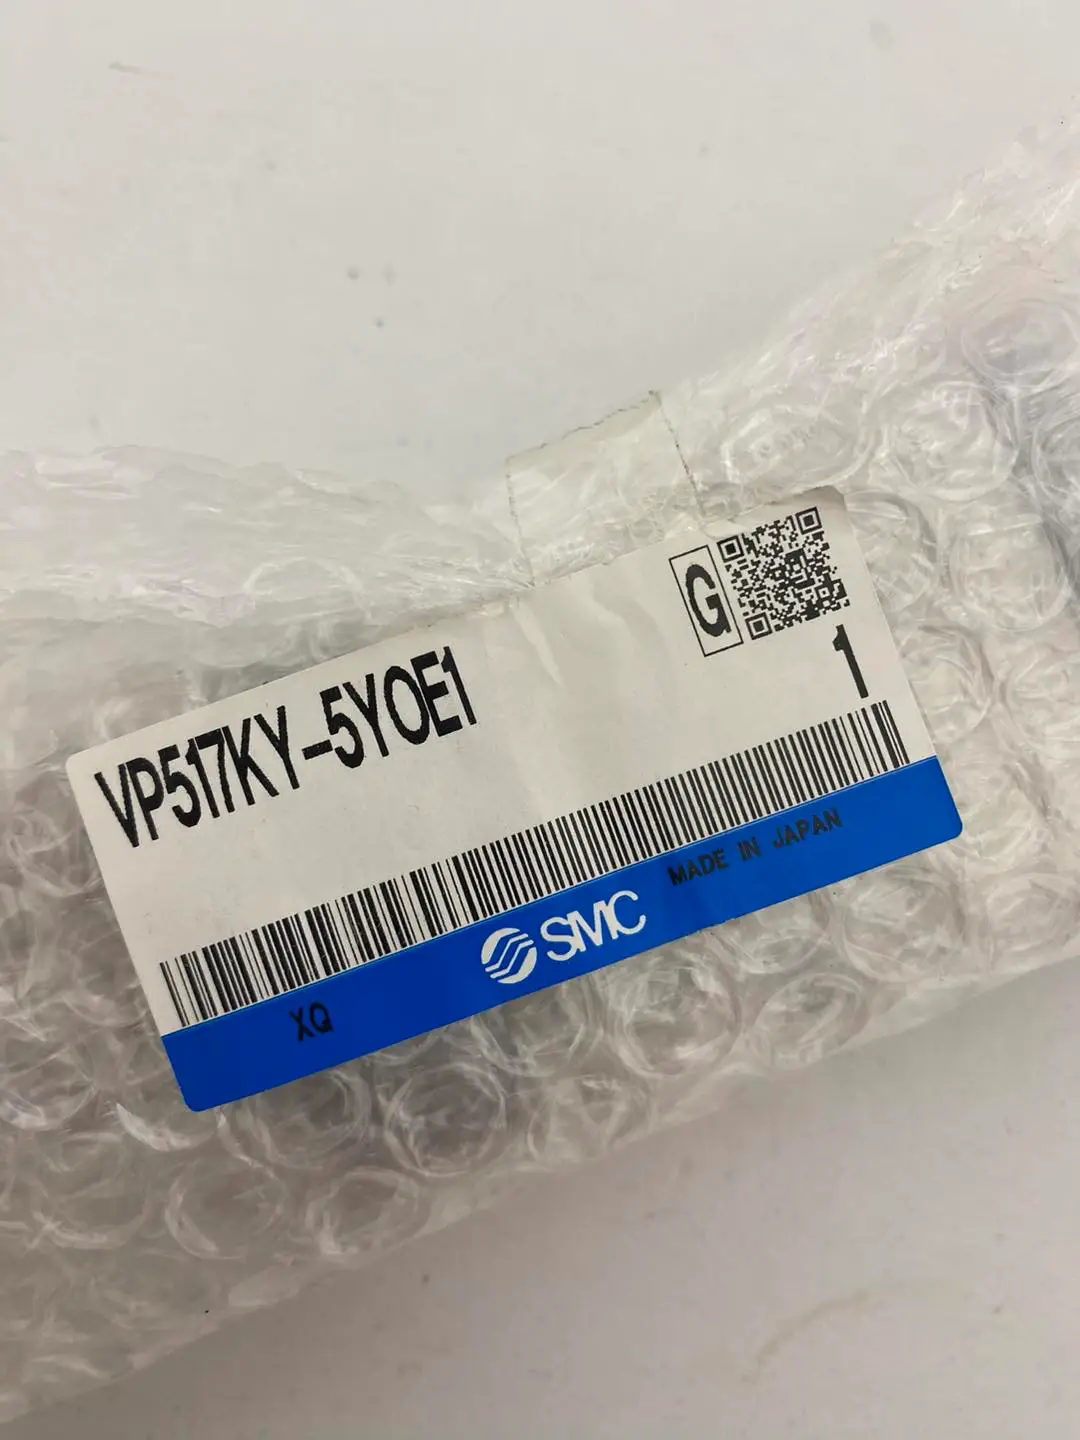 G
1
VP517KY-5YOE1
MADE IN JAPAN
SMC
XQ